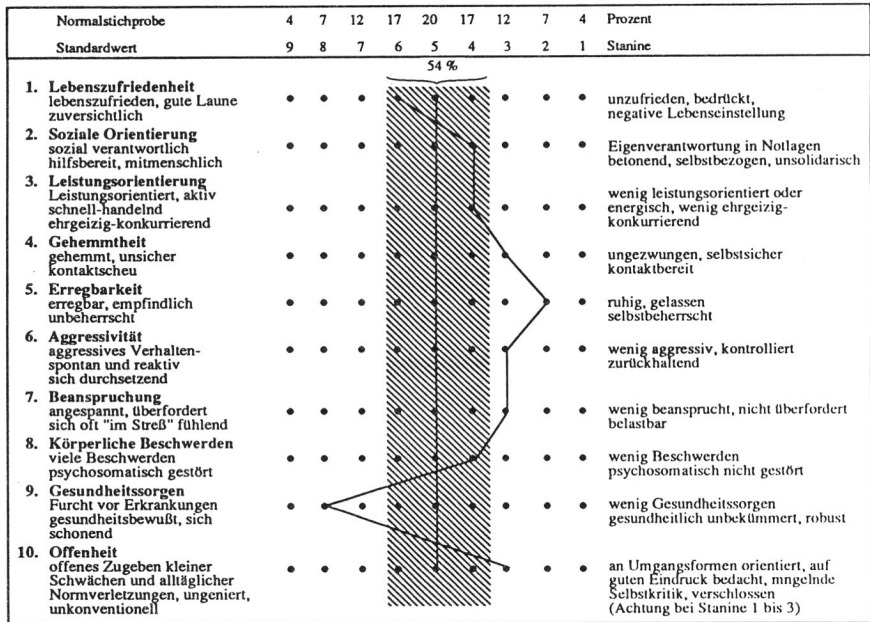 Normalstichprobe 4 7 12 17 20 17 12 7 4 Prozent
Standardwert 9 8 7 6 5 4 3 2 1 Stanine
54 %
1. Lebenszufriedenheit
lebenszufrieden, gute Laune
zuversichtlich
unzufrieden, bedrückt,
negative Lebenseinstellung
2. Soziale Orientierung
sozial verantwortlich
hilfsbereit, mitmenschlich
Eigenverantwortung in Notlagen
betonend, selbstbezogen, unsolidarisch
3. Leistungsorientierung
Leistungsorientiert, aktiv
schnell-handelnd
ehrgeizig-konkurrierend
wenig leistungsorientiert oder
energisch, wenig ehrgeizig-
konkurrierend
4. Gehemmtheit
gehemmt, unsicher
kontaktscheu
ungezwungen, selbstsicher
kontaktbereit
5. Erregbarkeit
erregbar, empfindlich
unbeherrscht
ruhig, gelassen
selbstbeherrscht
6. Aggressivität
aggressives Verhalten-
spontan und reaktiv
sich durchsetzend
wenig aggressiv, kontrolliert
zurückhaltend
7. Beanspruchung
angespannt, überfordert
sich oft "im Streß" fühlend
wenig beansprucht, nicht überfordert
belastbar
8. Körperliche Beschwerden
viele Beschwerden
psychosomatisch gestört
wenig Beschwerden
psychosomatisch nicht gestört
9. Gesundheitssorgen
Furcht vor Erkrankungen
gesundheitsbewußt, sich
schonend
wenig Gesundheitssorgen
gesundheitlich unbekümmert, robust
10. Offenheit
offenes Zugeben kleiner
Schwächen und alltäglicher
Normverletzungen, ungeniert,
unkonventionell
an Umgangsformen orientiert, auf
guten Eindruck bedacht, mngelnde
Selbstkritik, verschlossen
(Achtung bei Stanine 1 bis 3)